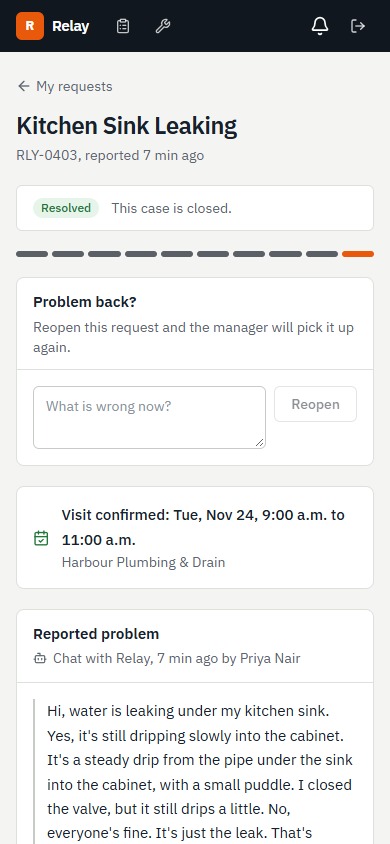 R Relay
My requests
Kitchen Sink Leaking
RLY-0403, reported 7 min ago
Resolved This case is closed.
Problem back?
Reopen this request and the manager will pick it up
again.
What is wrong now? Reopen
Visit confirmed: Tue, Nov 24, 9:00 a.m. to
11:00 a.m.
Harbour Plumbing & Drain
Reported problem
Chat with Relay, 7 min ago by Priya Nair
Hi, water is leaking under my kitchen sink.
Yes, it's still dripping slowly into the cabinet.
It's a steady drip from the pipe under the sink
into the cabinet, with a small puddle. I closed
the valve, but it still drips a little. No,
everyone's fine. It's just the leak. That's